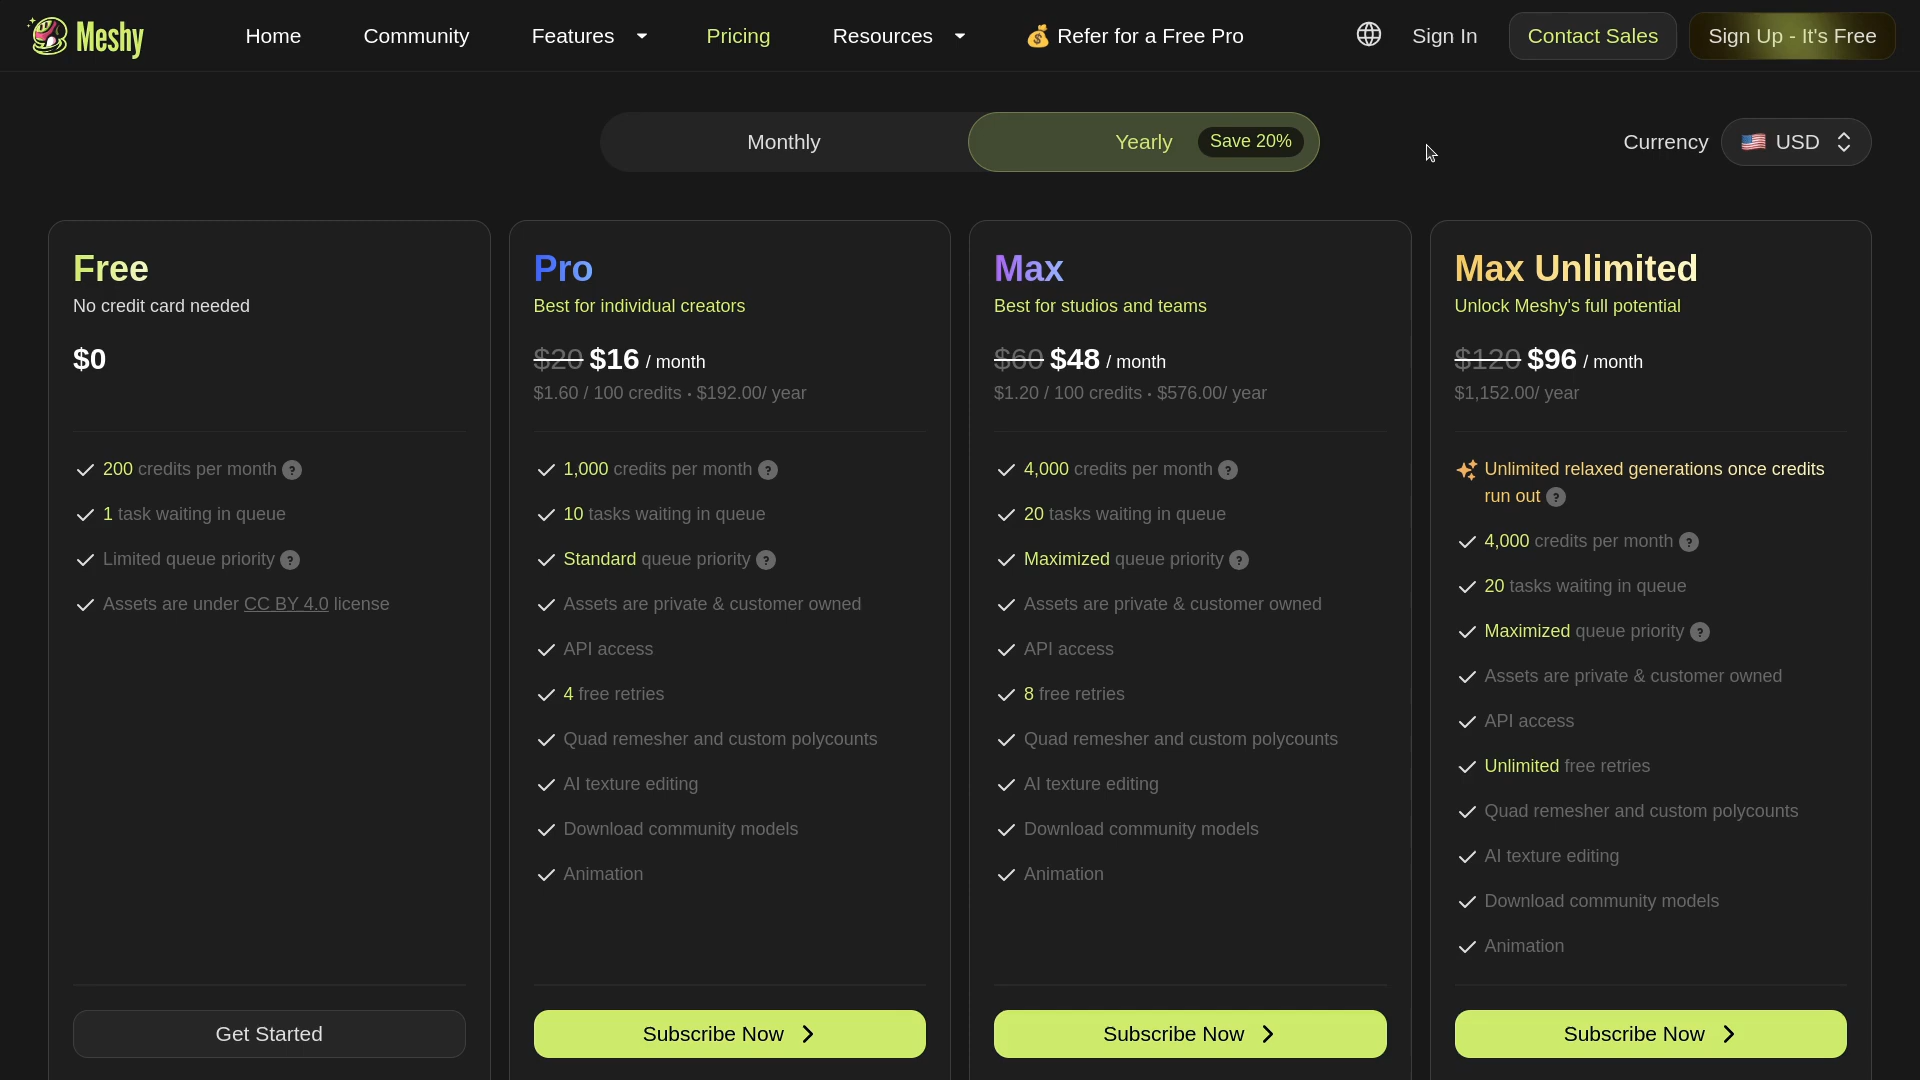 Meshy
Home
Community
Features
Pricing
Resources
💰 Refer for a Free Pro
Sign In
Contact Sales
Sign Up - It's Free
Monthly
Yearly
Save 20%
Currency
USD
Free
No credit card needed
$0
200 credits per month ?
1 task waiting in queue
Limited queue priority ?
Assets are under CC BY 4.0 license
Get Started
Pro
Best for individual creators
$20 $16 / month
$1.60 / 100 credits • $192.00/ year
1,000 credits per month ?
10 tasks waiting in queue
Standard queue priority ?
Assets are private & customer owned
API access
4 free retries
Quad remesher and custom polycounts
AI texture editing
Download community models
Animation
Subscribe Now
Max
Best for studios and teams
$60 $48 / month
$1.20 / 100 credits • $576.00/ year
4,000 credits per month ?
20 tasks waiting in queue
Maximized queue priority ?
Assets are private & customer owned
API access
8 free retries
Quad remesher and custom polycounts
AI texture editing
Download community models
Animation
Subscribe Now
Max Unlimited
Unlock Meshy's full potential
$120 $96 / month
$1,152.00/ year
Unlimited relaxed generations once credits
run out ?
4,000 credits per month ?
20 tasks waiting in queue
Maximized queue priority ?
Assets are private & customer owned
API access
Unlimited free retries
Quad remesher and custom polycounts
AI texture editing
Download community models
Animation
Subscribe Now